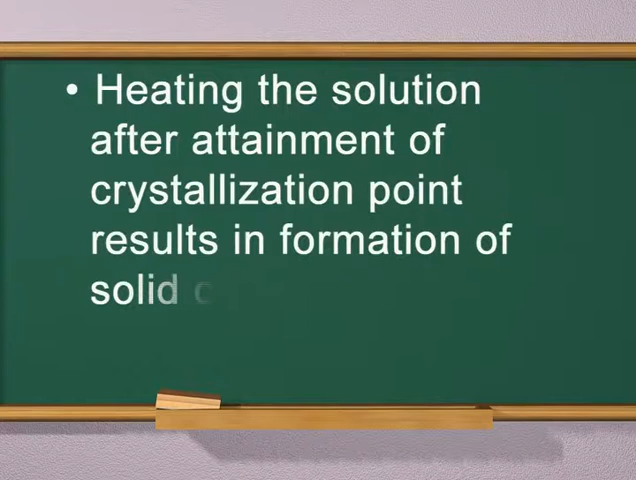 • Heating the solution
after attainment of
crystallization point
results in formation of
solid